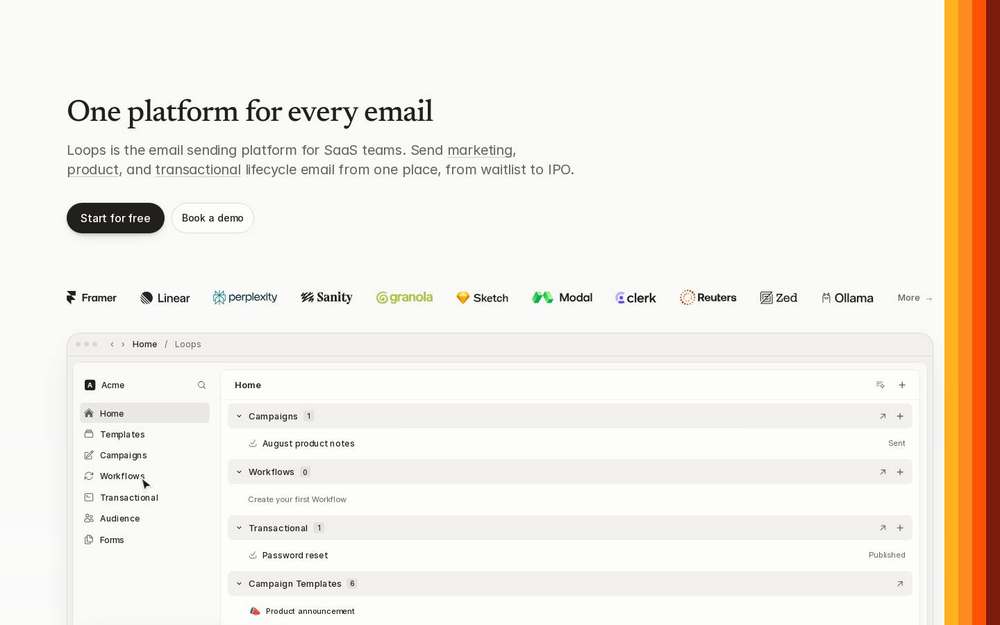 One platform for every email
Loops is the email sending platform for SaaS teams. Send marketing,
product, and transactional lifecycle email from one place, from waitlist to IPO.
Start for free
Book a demo
Framer
Linear
perplexity
Sanity
granola
Sketch
Modal
clerk
Reuters
Zed
Ollama
More →
‹ › Home / Loops
A Acme
Home
Templates
Campaigns
Workflows
Transactional
Audience
Forms
Home
Campaigns 1
August product notes
Sent
Workflows 0
Create your first Workflow
Transactional 1
Password reset
Published
Campaign Templates 6
Product announcement